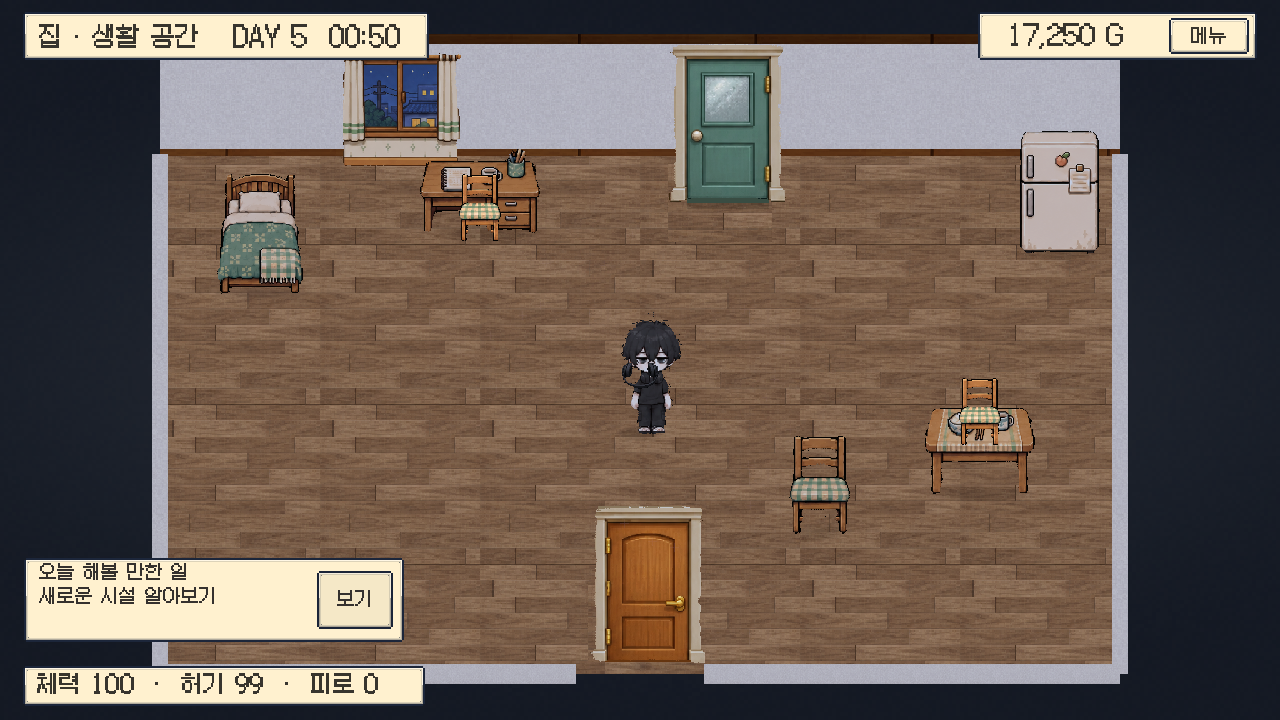 집 · 생활 공간 DAY 5 00:50
17,250 G
메뉴
오늘 해볼 만한 일
새로운 시설 알아보기
보기
체력 100 · 허기 99 · 피로 0